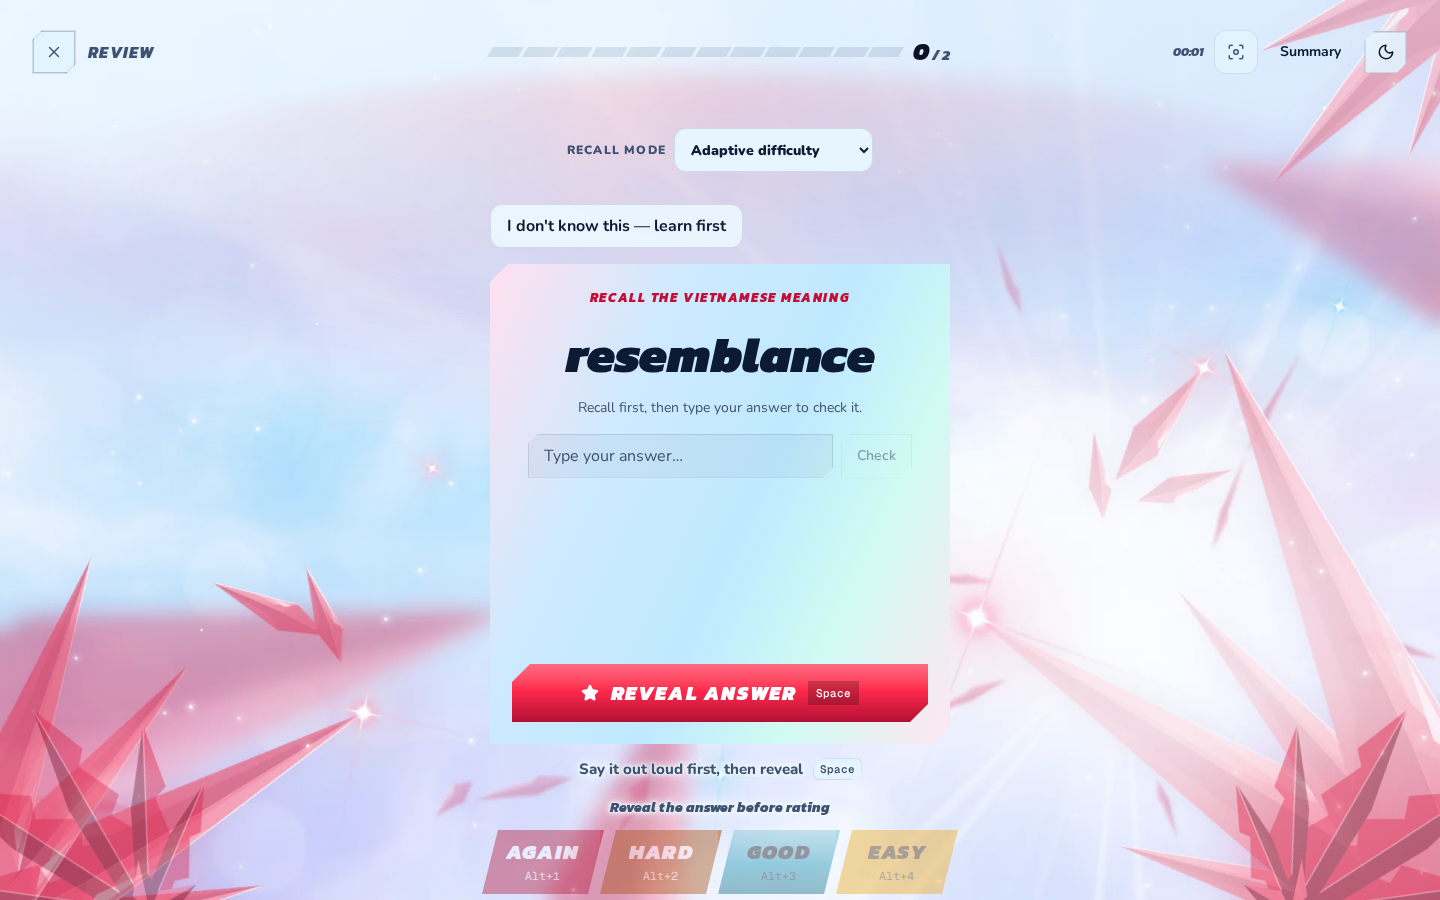 REVIEW
0 / 2
00:01
Summary
RECALL MODE
Adaptive difficulty
I don't know this — learn first
RECALL THE VIETNAMESE MEANING
resemblance
Recall first, then type your answer to check it.
Type your answer...
Check
REVEAL ANSWER Space
Say it out loud first, then reveal Space
Reveal the answer before rating
AGAIN HARD GOOD EASY
Alt+1 Alt+2 Alt+3 Alt+4